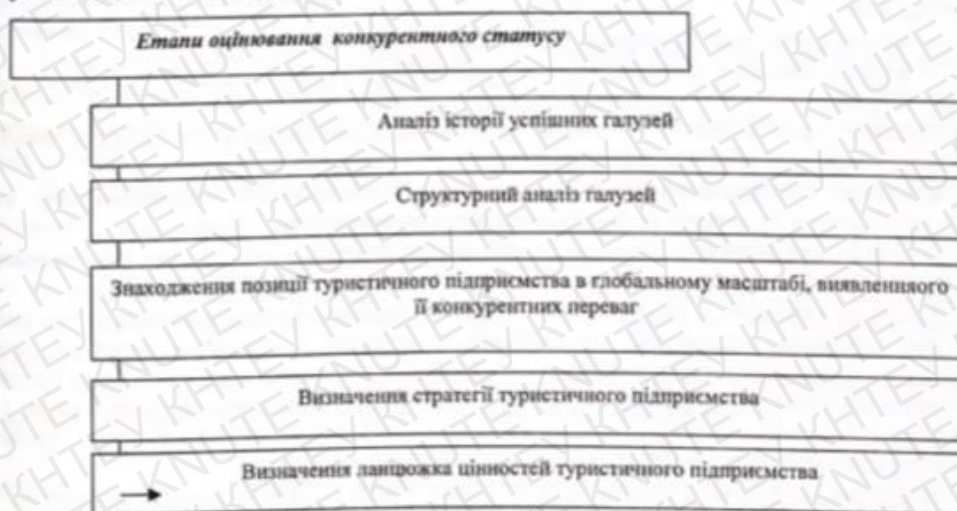 Етапи оцінювання конкурентного статусу
Аналіз історії успішних галузей
Структурний аналіз галузей
Знаходження позиції туристичного підприємства в глобальному масштабі, виявленняого
її конкурентних переваг
Визначення стратегії туристичного підприємства
Визначення ланцюжка цінностей туристичного підприємства